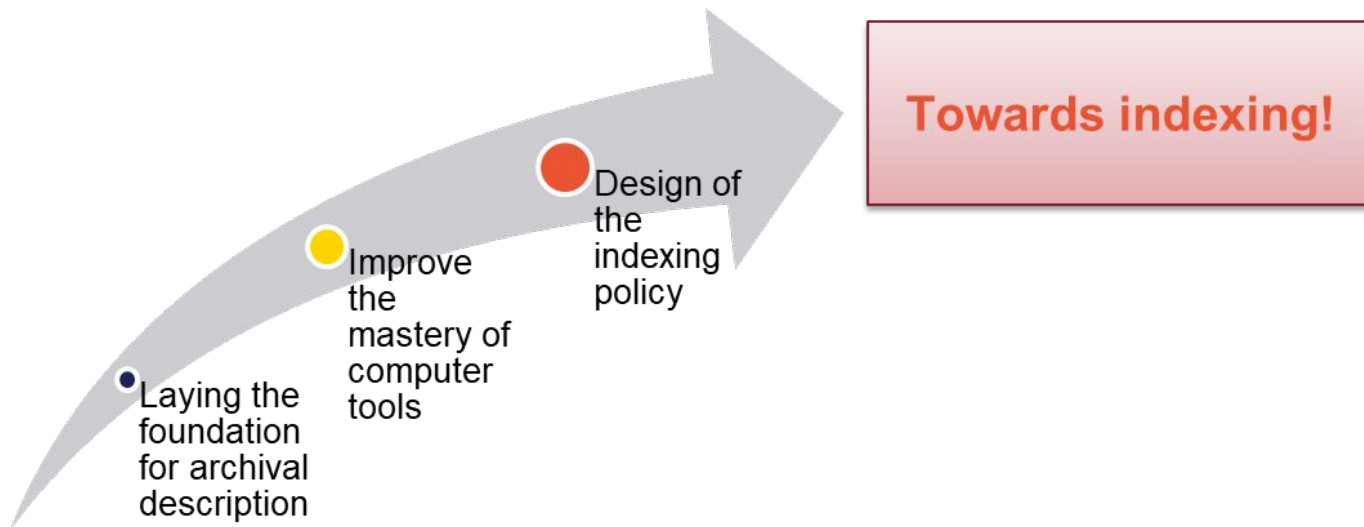 Towards indexing!
Design of
the
indexing
policy
Improve
the
mastery of
computer
tools
Laying the
foundation
for archival
description